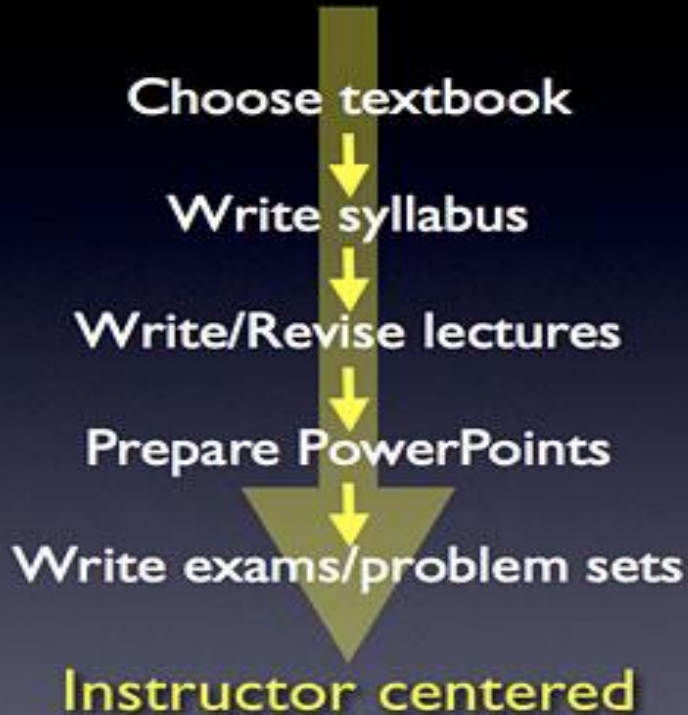 Choose textbook
Write syllabus
Write/Revise lectures
Prepare PowerPoints
Write exams/problem sets
Instructor centered